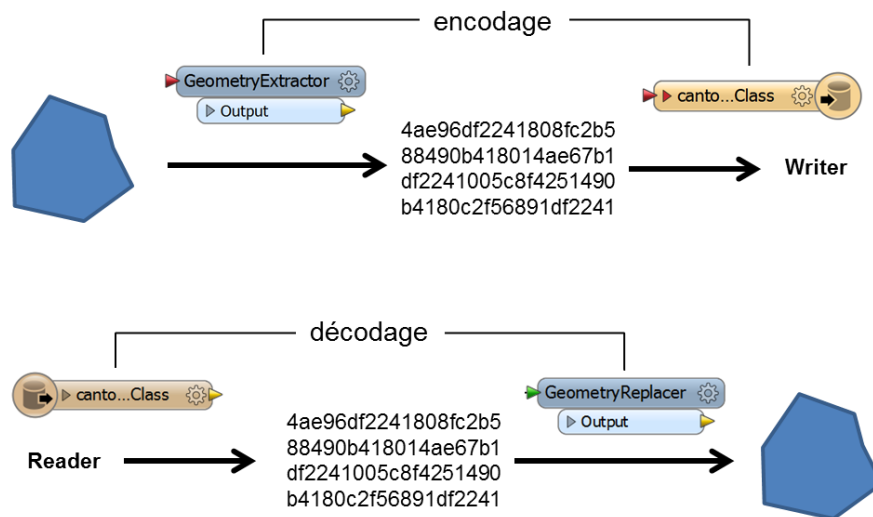 encodage
GeometryExtractor
Output
canto...Class
4ae96df2241808fc2b5
88490b418014ae67b1
df2241005c8f4251490
b4180c2f56891df2241
Writer
décodage
canto...Class
GeometryReplacer
Output
Reader
4ae96df2241808fc2b5
88490b418014ae67b1
df2241005c8f4251490
b4180c2f56891df2241